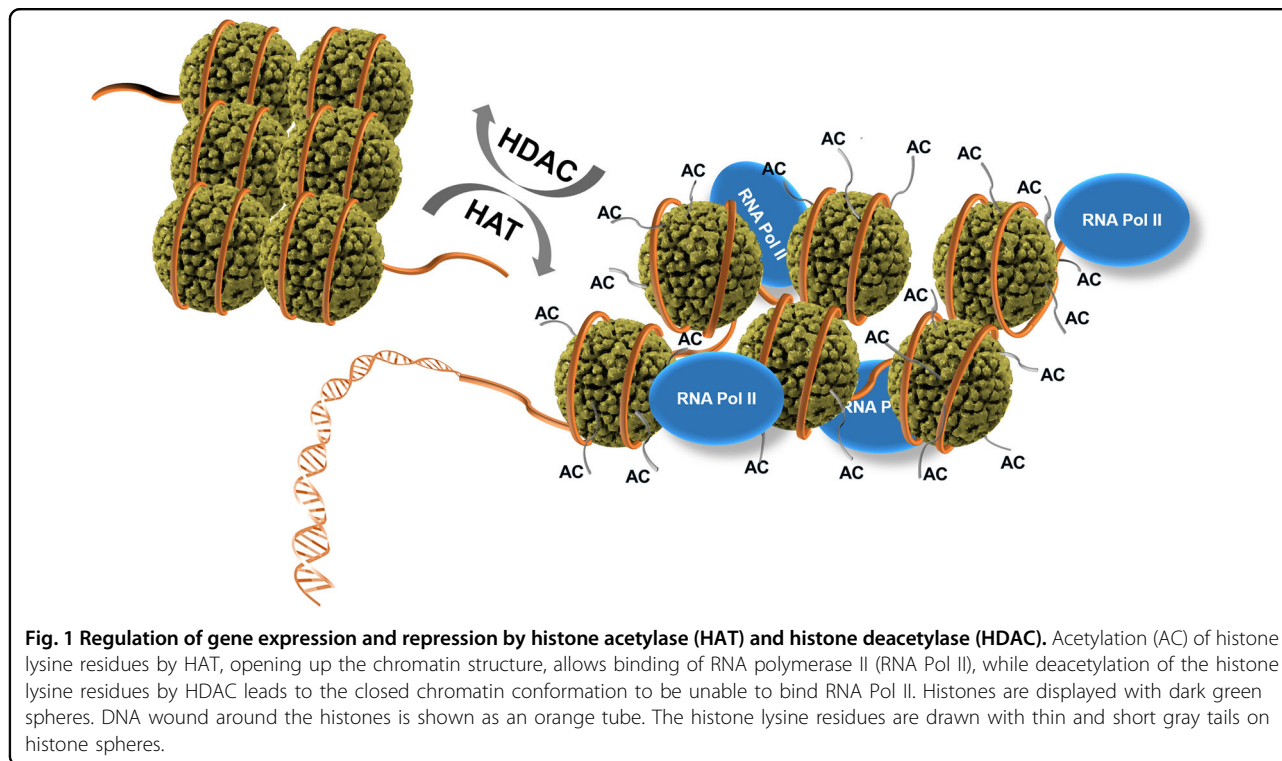 HDAC
HAT
AC
AC
AC
AC
AC
RNA Pol II
AC
RNA Pol II
AC
AC
AC
AC
AC
AC
AC
AC
AC
RNA Pol II
RNA P
AC
AC
AC
AC
AC
AC
AC
Fig. 1 Regulation of gene expression and repression by histone acetylase (HAT) and histone deacetylase (HDAC). Acetylation (AC) of histone
lysine residues by HAT, opening up the chromatin structure, allows binding of RNA polymerase II (RNA Pol II), while deacetylation of the histone
lysine residues by HDAC leads to the closed chromatin conformation to be unable to bind RNA Pol II. Histones are displayed with dark green
spheres. DNA wound around the histones is shown as an orange tube. The histone lysine residues are drawn with thin and short gray tails on
histone spheres.